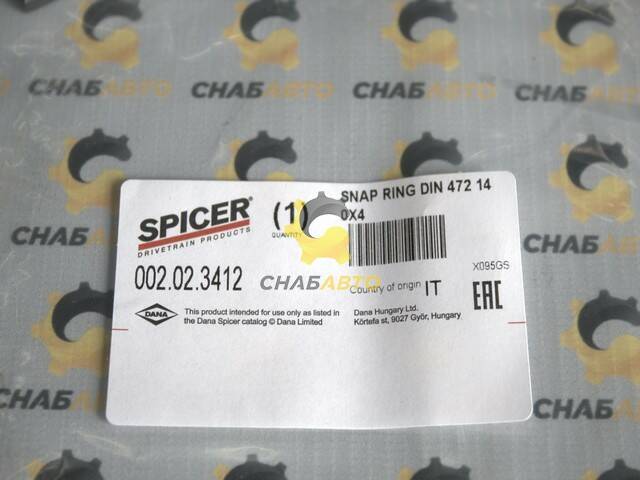 СНАБАВТО
СНАБАВТО
СНАБАВТО
SPICER®
DRIVETRAIN PRODUCTS
(1)
QUANTITY
SNAP RING DIN 472 14
0X4
002.02.3412
СНАБАВТО
X095GS
Country of origin IT
EAC
DANA
This product intended for use only as listed in
the Dana Spicer catalog © Dana Limited
Dana Hungary Ltd.
Körtefa st, 9027 Győr, Hungary
СНАБ
СНАБАВТО